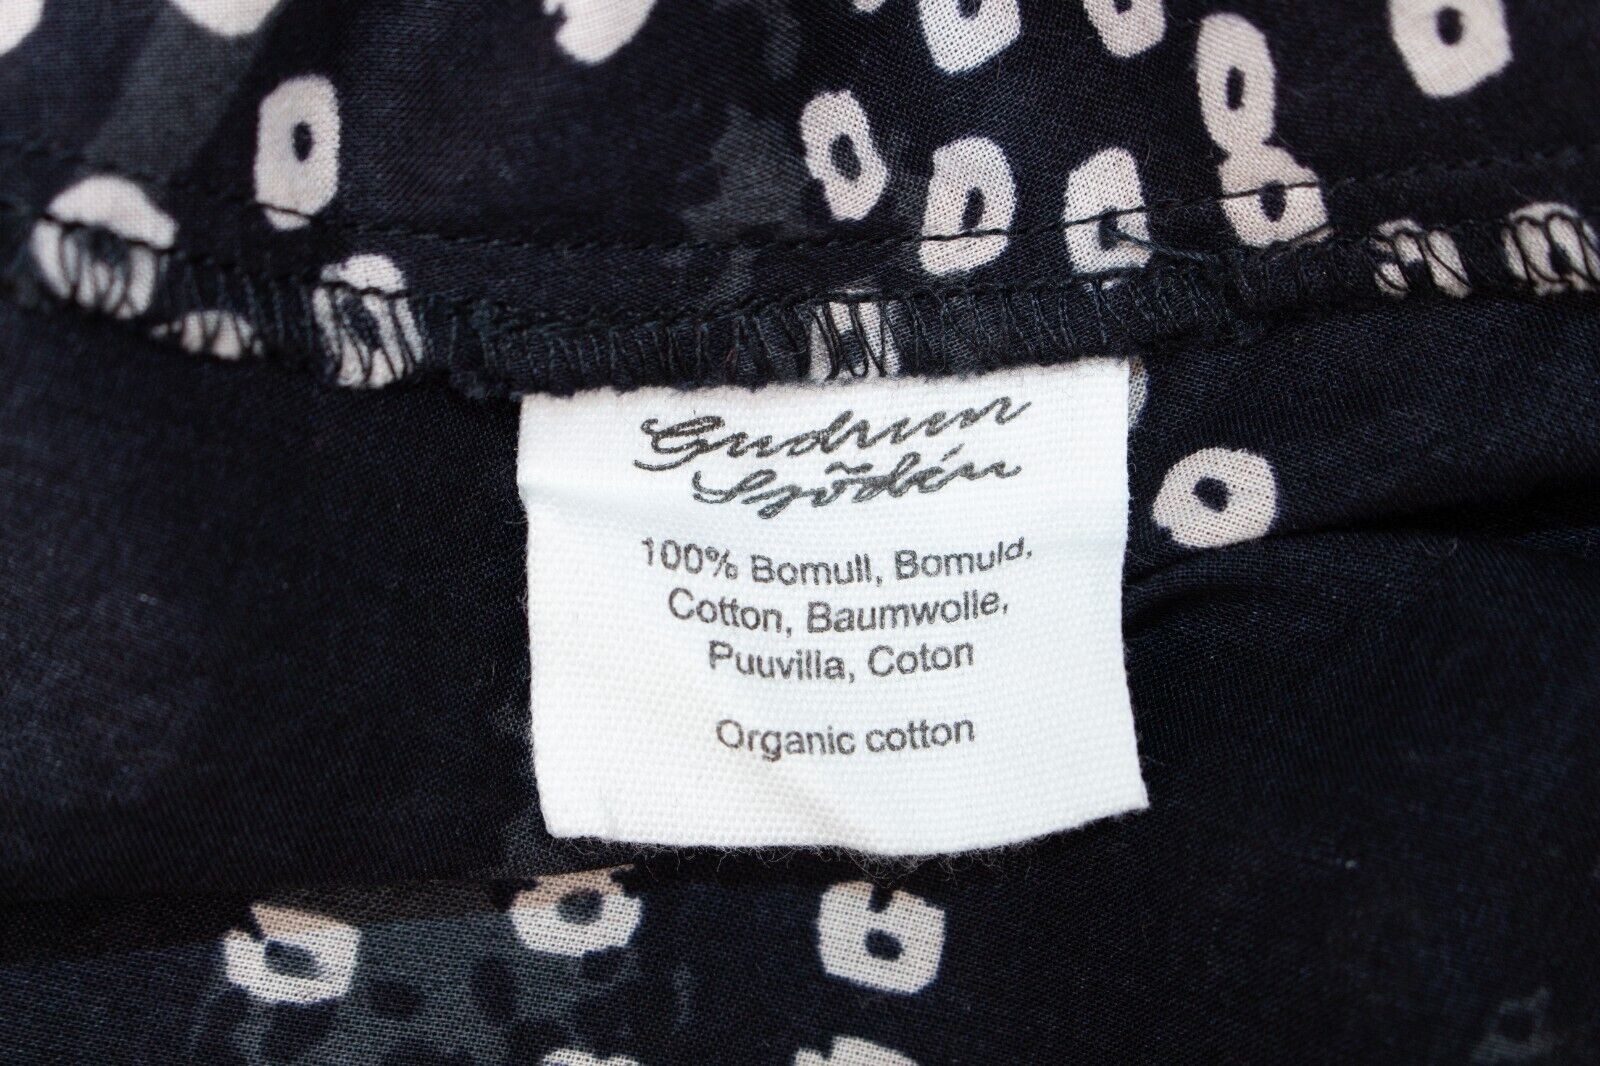 Gudrun
Sjödén
100% Bomull, Bomuld,
Cotton, Baumwolle,
Puuvilla, Coton
Organic cotton